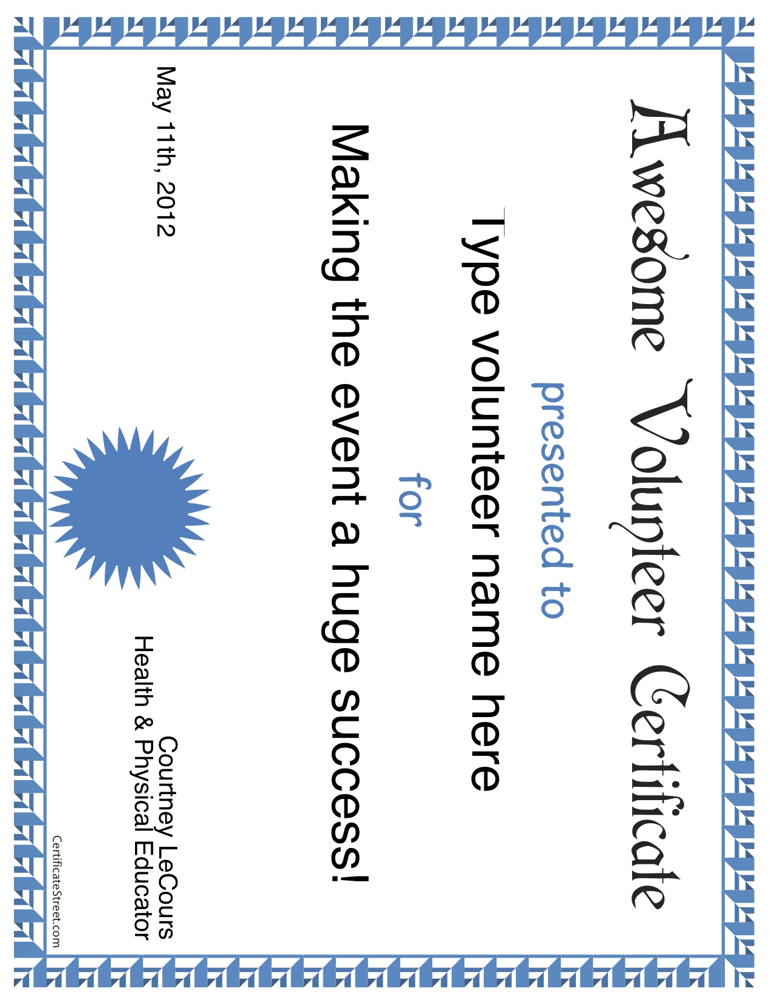 Awesome Volunteer Certificate
presented to
Type volunteer name here
for
Making the event a huge success!
May 11th, 2012
Courtney LeCours
Health & Physical Educator
CertificateStreet.com